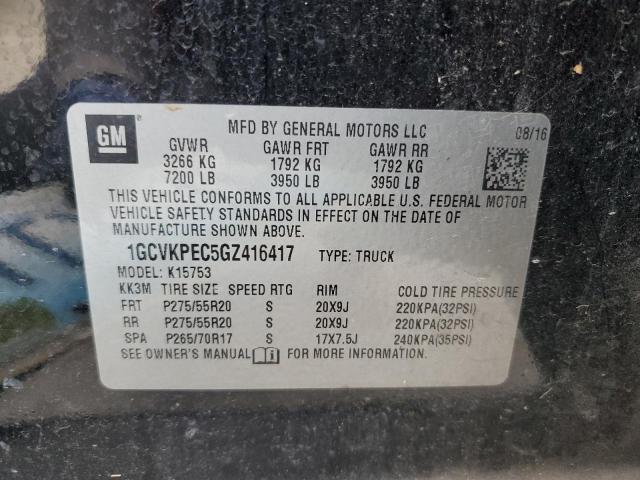 GM
MFD BY GENERAL MOTORS LLC 08/16
GVWR GAWR FRT GAWR RR
3266 KG 1792 KG 1792 KG
7200 LB 3950 LB 3950 LB
THIS VEHICLE CONFORMS TO ALL APPLICABLE U.S. FEDERAL MOTOR
VEHICLE SAFETY STANDARDS IN EFFECT ON THE DATE OF
MANUFACTURE SHOWN ABOVE.
1GCVKPEC5GZ416417 TYPE: TRUCK
MODEL: K15753
KK3M TIRE SIZE SPEED RTG RIM COLD TIRE PRESSURE
FRT P275/55R20 S 20X9J 220KPA(32PSI)
RR P275/55R20 S 20X9J 220KPA(32PSI)
SPA P265/70R17 S 17X7.5J 240KPA(35PSI)
SEE OWNER'S MANUAL FOR MORE INFORMATION.